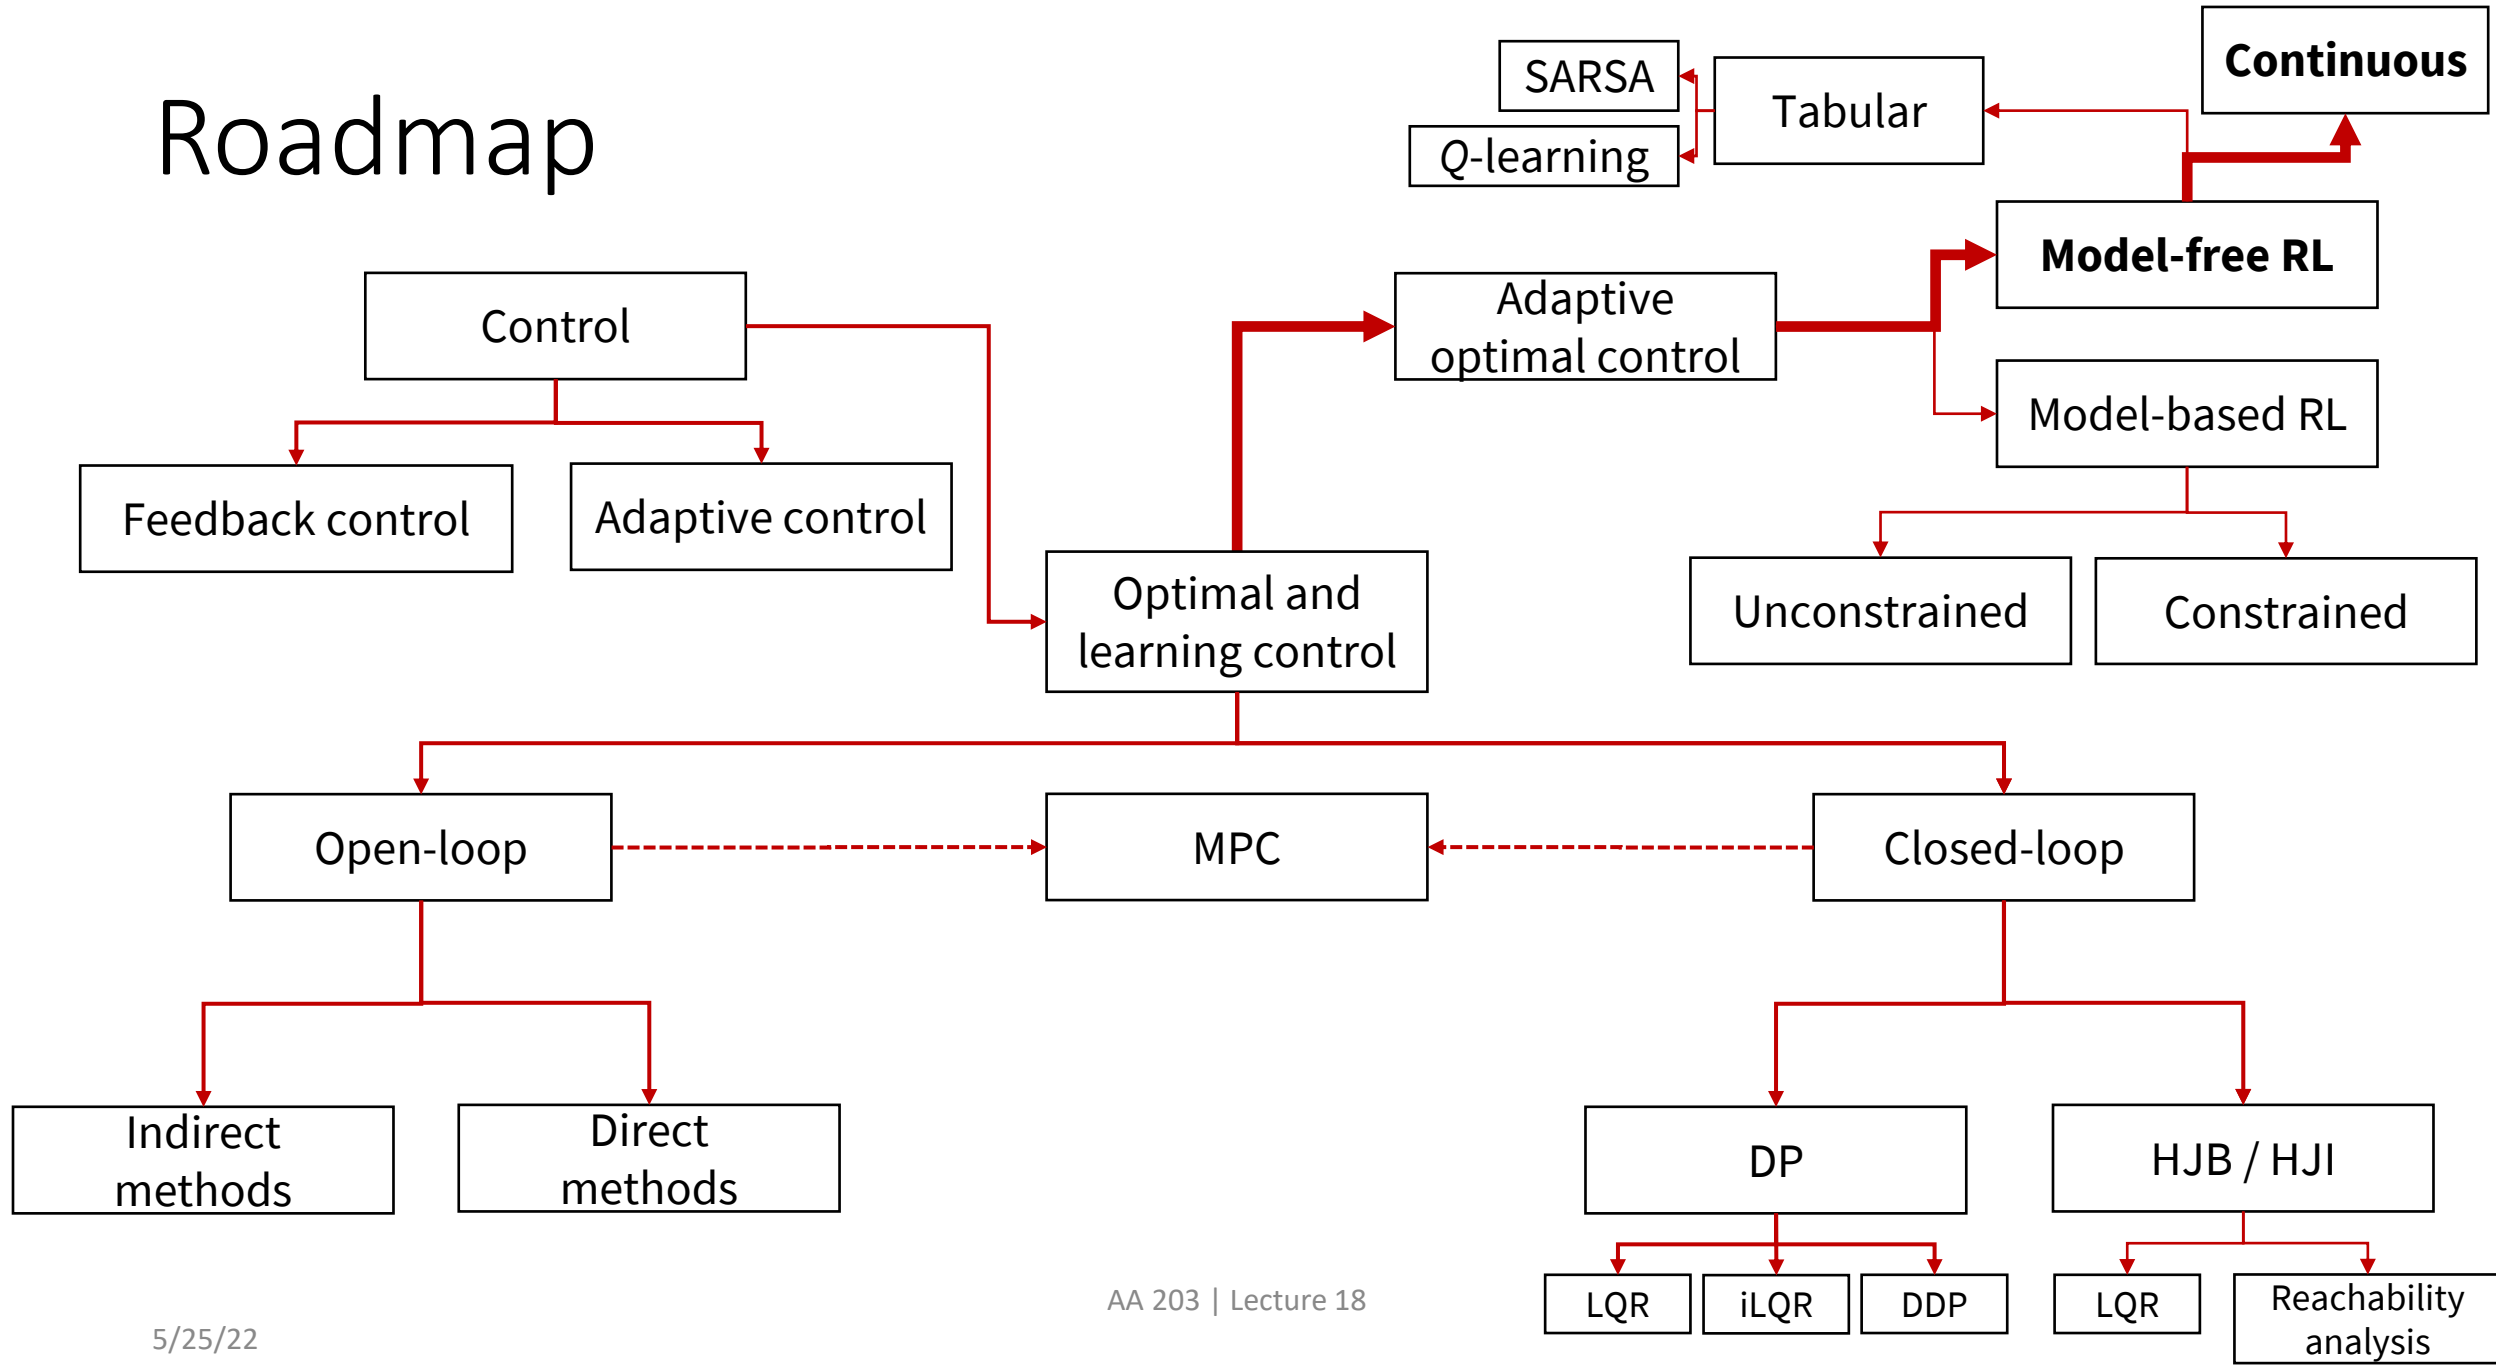 Roadmap
Continuous
SARSA
Tabular
Q-learning
Model-free RL
Control
Adaptive
optimal control
Model-based RL
Feedback control
Adaptive control
Optimal and
learning control
Unconstrained
Constrained
Open-loop
MPC
Closed-loop
Indirect
methods
Direct
methods
DP
HJB / HJI
LQR
iLQR
DDP
LQR
Reachability
analysis
AA 203 | Lecture 18
5/25/22